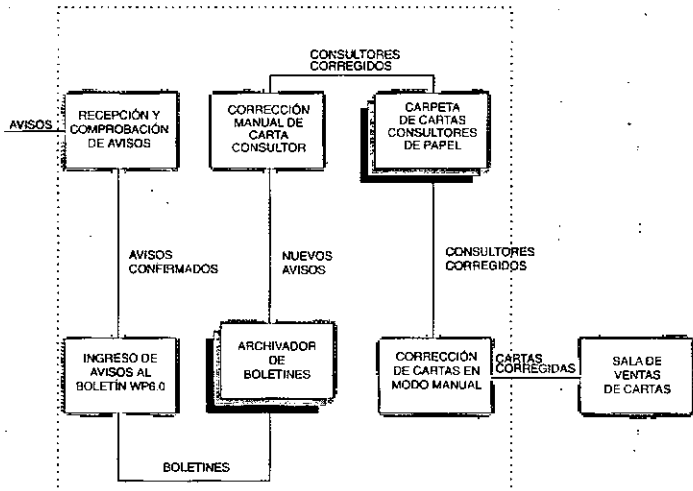 CONSULTORES
CORREGIDOS
AVISOS
RECEPCIÓN Y
COMPROBACIÓN
DE AVISOS
CORRECCIÓN
MANUAL DE
CARTA
CONSULTOR
CARPETA
DE CARTAS
CONSULTORES
DE PAPEL
AVISOS
CONFIRMADOS
NUEVOS
AVISOS
CONSULTORES
CORREGIDOS
INGRESO DE
AVISOS AL
BOLETÍN WP6.0
ARCHIVADOR
DE
BOLETINES
CORRECCIÓN
DE CARTAS EN
MODO MANUAL
CARTAS
CORREGIDAS
SALA DE
VENTAS
DE CARTAS
BOLETINES